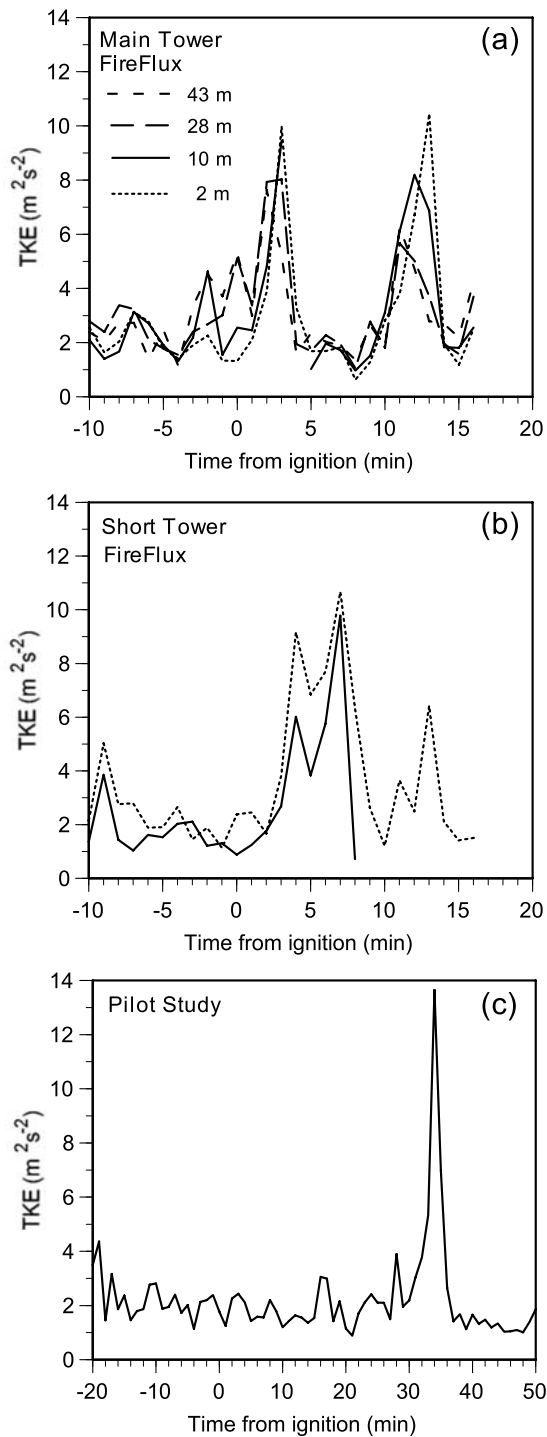 (a)
Main Tower
FireFlux
43 m
28 m
10 m
2 m
TKE (m²s⁻²)
14
12
10
8
6
4
2
0
-10 -5 0 5 10 15 20
Time from ignition (min)
(b)
Short Tower
FireFlux
TKE (m²s⁻²)
14
12
10
8
6
4
2
0
-10 -5 0 5 10 15 20
Time from ignition (min)
(c)
Pilot Study
TKE (m²s⁻²)
14
12
10
8
6
4
2
0
-20 -10 0 10 20 30 40 50
Time from ignition (min)